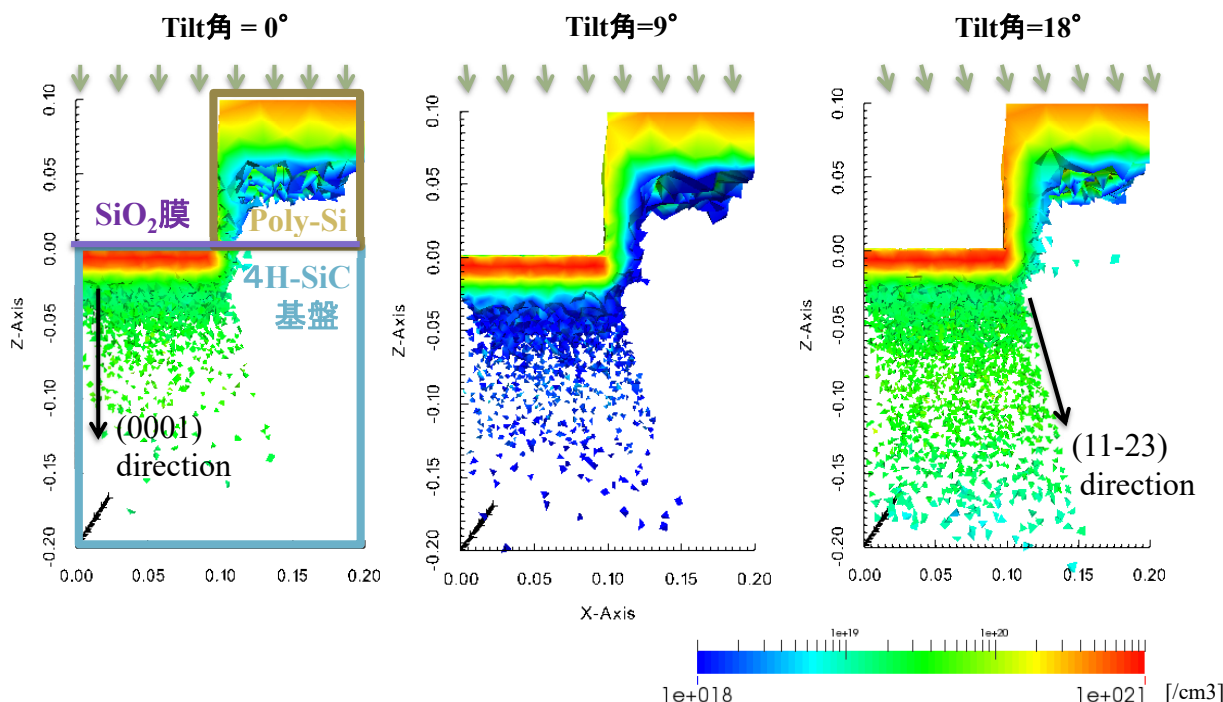 Tilt角 = 0°
Tilt角=9°
Tilt角=18°
Z-Axis
0.10
0.05
0.00
-0.05
-0.10
-0.15
-0.20
0.00
0.05
0.10
0.15
0.20
SiO₂膜
Poly-Si
4H-SiC
基盤
(0001)
direction
Z-Axis
0.10
0.05
0.00
-0.05
-0.10
-0.15
-0.20
0.00
0.05
0.10
0.15
0.20
X-Axis
Z-Axis
0.10
0.05
0.00
-0.05
-0.10
-0.15
-0.20
0.00
0.05
0.10
0.15
0.20
(11-23)
direction
1e+19
1e+20
1e+018
1e+021
[/cm3]